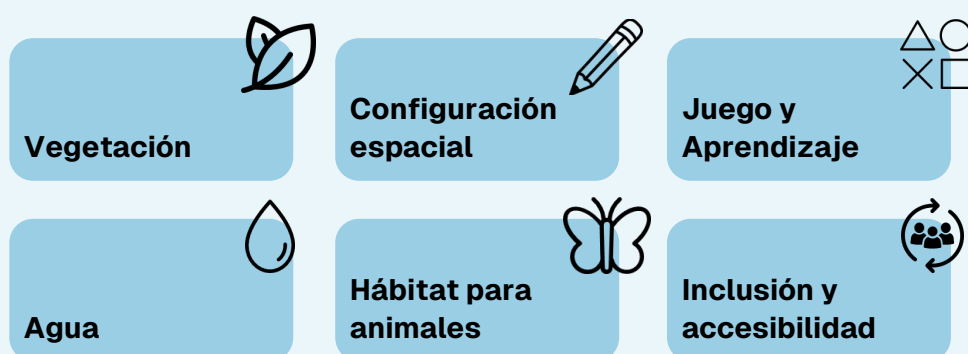 Vegetación
Configuración
espacial
Juego y
Aprendizaje
Agua
Hábitat para
animales
Inclusión y
accesibilidad